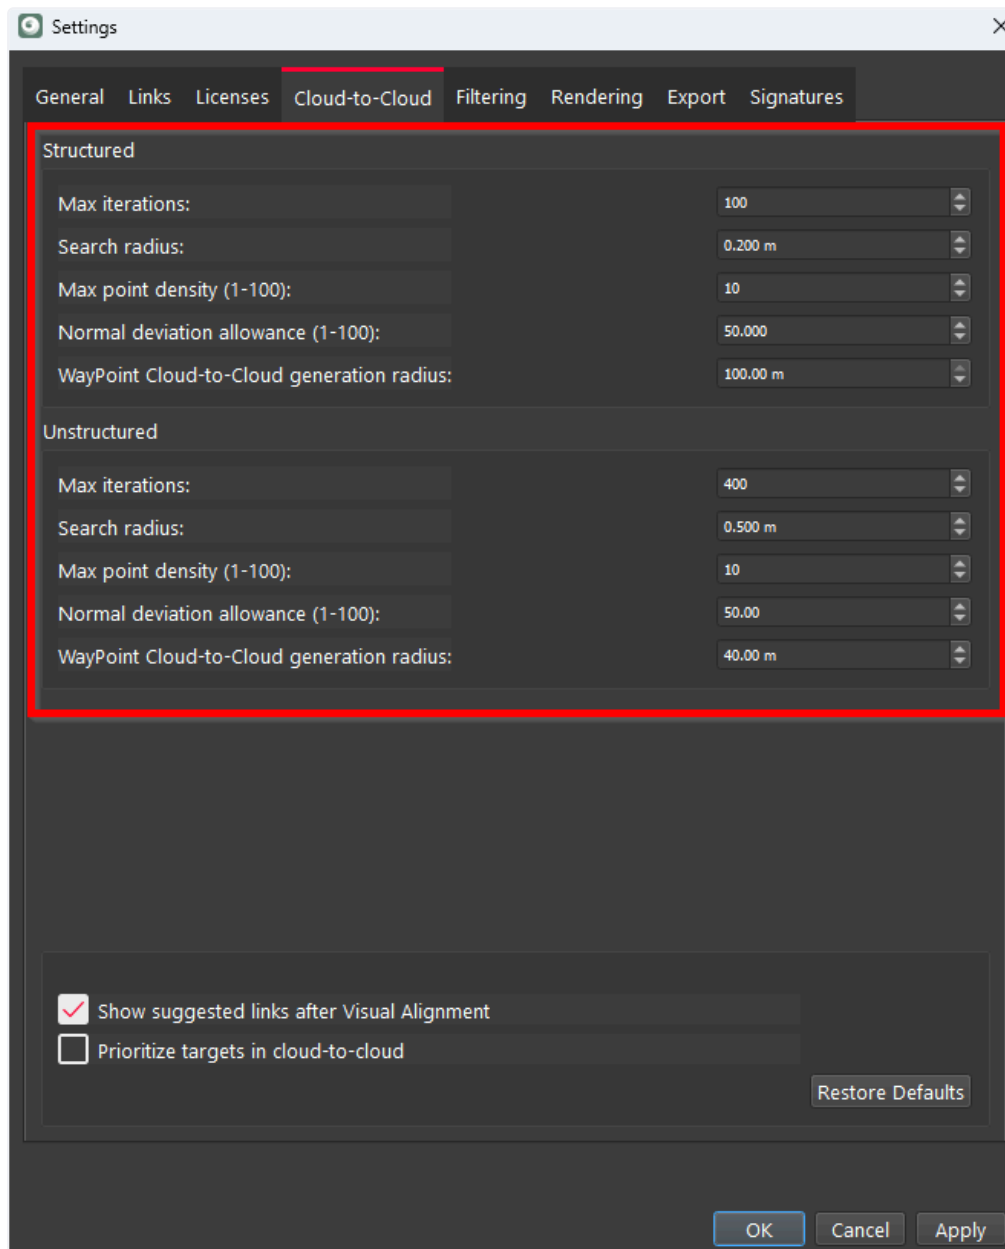 Settings
General Links Licenses Cloud-to-Cloud Filtering Rendering Export Signatures
Structured
Max iterations: 100
Search radius: 0.200 m
Max point density (1-100): 10
Normal deviation allowance (1-100): 50.000
WayPoint Cloud-to-Cloud generation radius: 100.00 m
Unstructured
Max iterations: 400
Search radius: 0.500 m
Max point density (1-100): 10
Normal deviation allowance (1-100): 50.00
WayPoint Cloud-to-Cloud generation radius: 40.00 m
Show suggested links after Visual Alignment
Prioritize targets in cloud-to-cloud
Restore Defaults
OK Cancel Apply